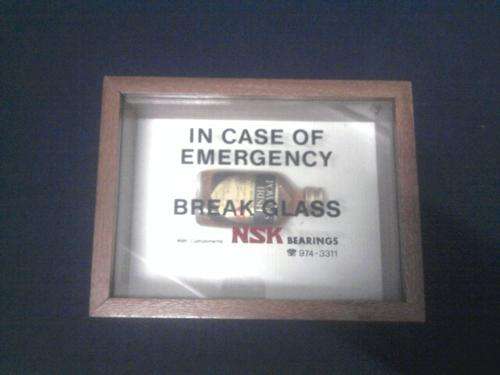 IN CASE OF
EMERGENCY
BREAK GLASS
NSK BEARINGS
☎ 974-3311